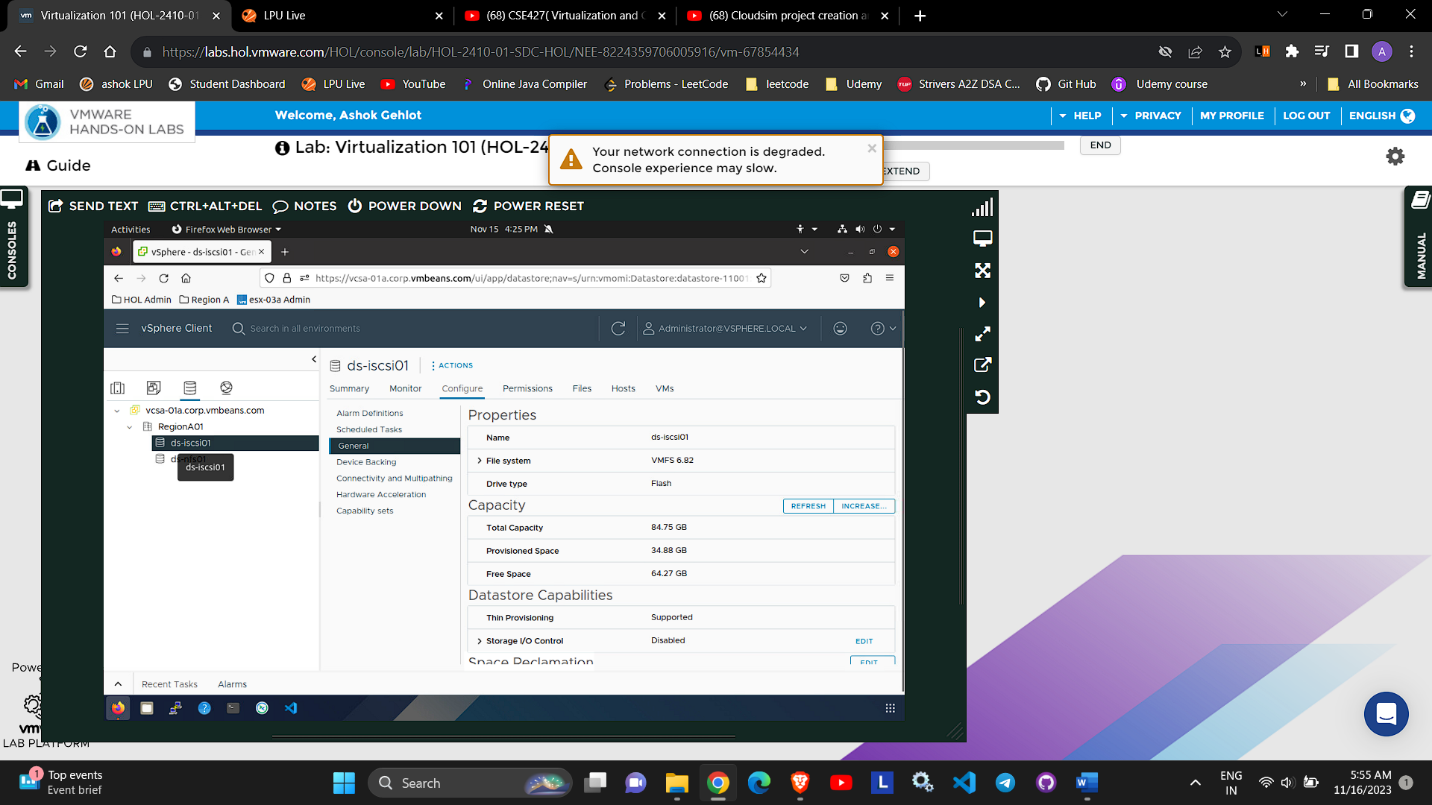 Virtualization 101 (HOL-2410-01
LPU Live
(68) CSE427( Virtualization and C
(68) Cloudsim project creation a
https://labs.hol.vmware.com/HOL/console/lab/HOL-2410-01-SDC-HOL/NEE-8224359706005916/vm-67854434
Gmail
ashok LPU
Student Dashboard
LPU Live
YouTube
Online Java Compiler
Problems - LeetCode
leetcode
Udemy
Strivers A2Z DSA C...
Git Hub
Udemy course
»
All Bookmarks
VMWARE
HANDS-ON LABS
Welcome, Ashok Gehlot
HELP
PRIVACY
MY PROFILE
LOG OUT
ENGLISH
Guide
Lab: Virtualization 101 (HOL-24
Your network connection is degraded.
Console experience may slow.
END
EXTEND
CONSOLES
MANUAL
SEND TEXT
CTRL+ALT+DEL
NOTES
POWER DOWN
POWER RESET
Activities
Firefox Web Browser
Nov 15 4:25 PM
vSphere - ds-iscsi01 - Gen
https://vcsa-01a.corp.vmbeans.com/ui/app/datastore;nav=s/urn:vmomi:Datastore:datastore-11001
HOL Admin
Region A
esx-03a Admin
vSphere Client
Search in all environments
Administrator@VSPHERE.LOCAL
vcsa-01a.corp.vmbeans.com
RegionA01
ds-iscsi01
ds-nfs01
ds-iscsi01
ds-iscsi01
ACTIONS
Summary
Monitor
Configure
Permissions
Files
Hosts
VMs
Alarm Definitions
Scheduled Tasks
General
Device Backing
Connectivity and Multipathing
Hardware Acceleration
Capability sets
Properties
Name ds-iscsi01
File system VMFS 6.82
Drive type Flash
Capacity
REFRESH
INCREASE...
Total Capacity 84.75 GB
Provisioned Space 34.88 GB
Free Space 64.27 GB
Datastore Capabilities
Thin Provisioning Supported
Storage I/O Control Disabled EDIT
Space Reclamation EDIT
Recent Tasks
Alarms
Powe
vm
LAB PLATFORM
1
Top events
Event brief
Search
ENG
IN
5:55 AM
11/16/2023
1